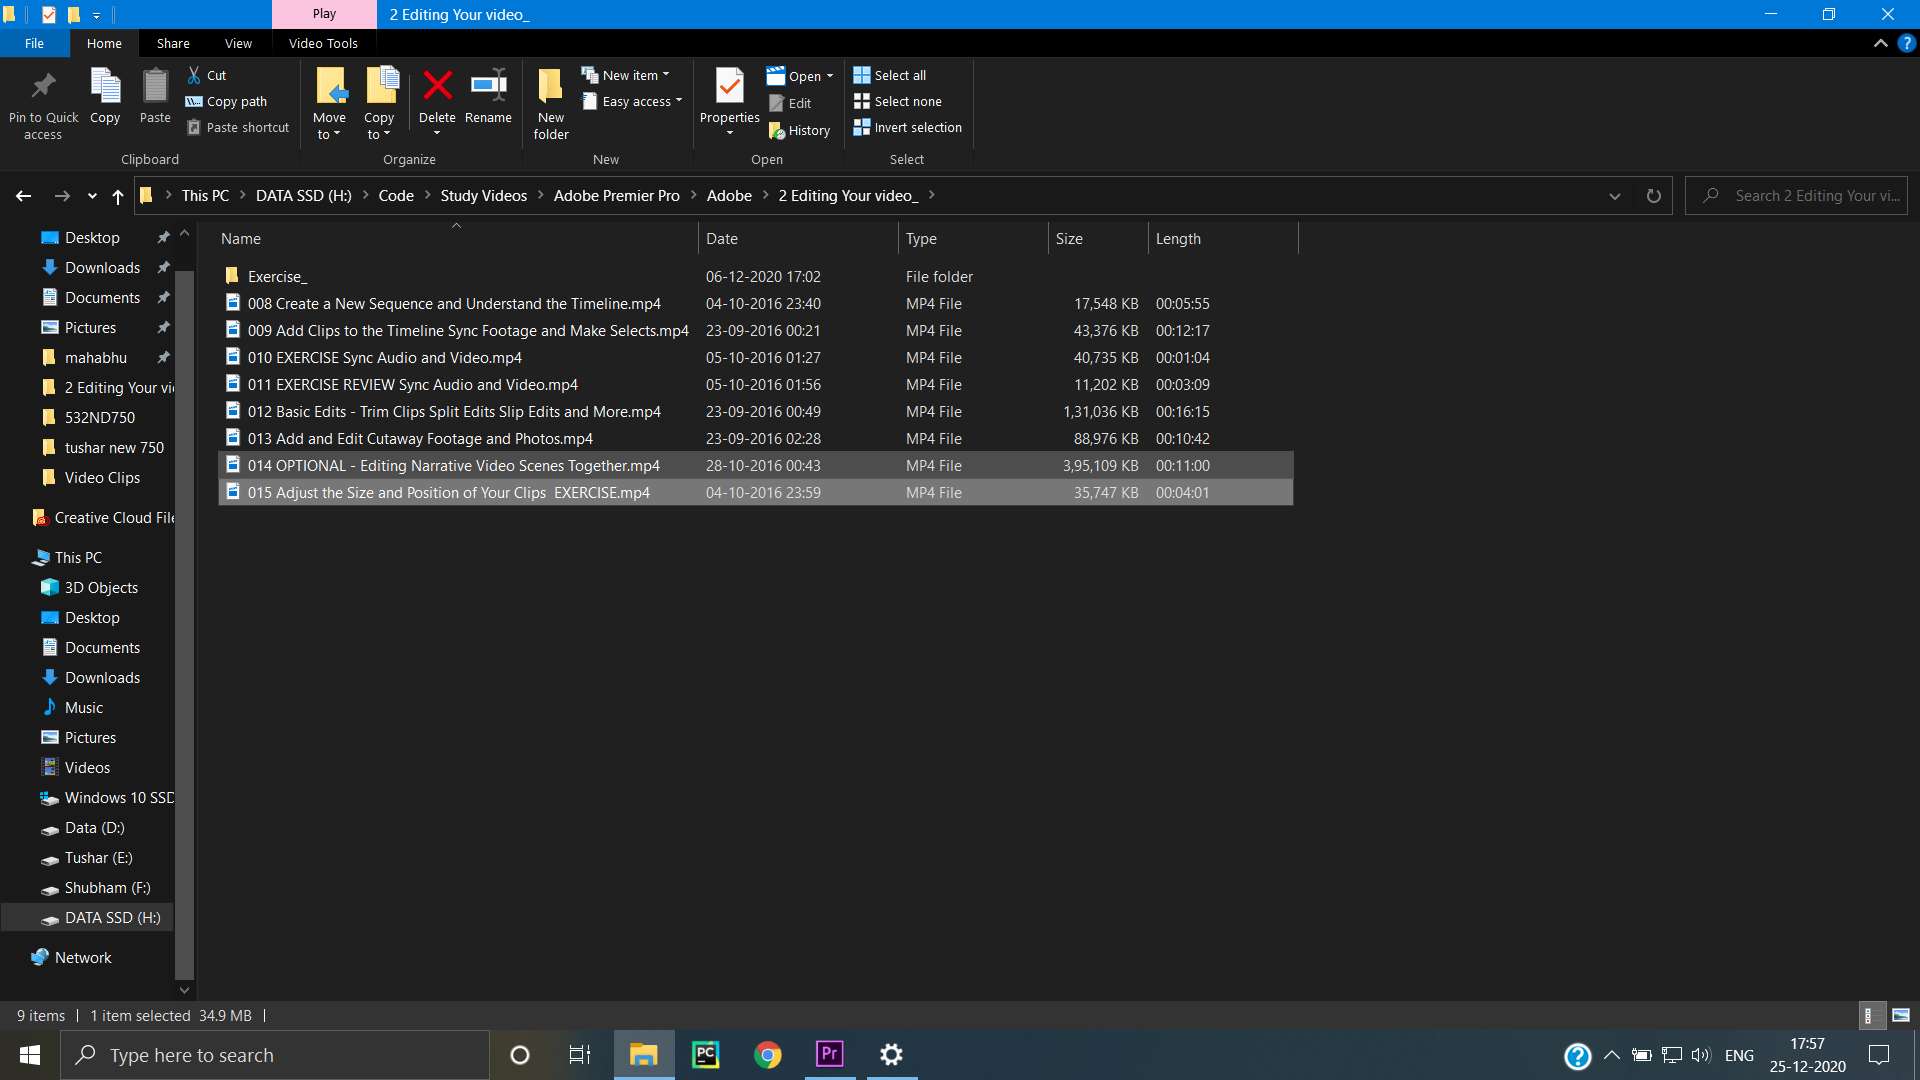 Play 2 Editing Your video_
File Home Share View Video Tools
Pin to Quick access
Copy
Paste
Cut
Copy path
Paste shortcut
Clipboard
Move to
Copy to
Delete
Rename
Organize
New folder
New item
Easy access
New
Properties
Open
Edit
History
Open
Select all
Select none
Invert selection
Select
This PC DATA SSD (H:) Code Study Videos Adobe Premier Pro Adobe 2 Editing Your video_
Search 2 Editing Your vi...
Desktop
Downloads
Documents
Pictures
mahabhu
2 Editing Your vi
532ND750
tushar new 750
Video Clips
Creative Cloud File
This PC
3D Objects
Desktop
Documents
Downloads
Music
Pictures
Videos
Windows 10 SSD
Data (D:)
Tushar (E:)
Shubham (F:)
DATA SSD (H:)
Network
Name Date Type Size Length
Exercise_ 06-12-2020 17:02 File folder
008 Create a New Sequence and Understand the Timeline.mp4 04-10-2016 23:40 MP4 File 17,548 KB 00:05:55
009 Add Clips to the Timeline Sync Footage and Make Selects.mp4 23-09-2016 00:21 MP4 File 43,376 KB 00:12:17
010 EXERCISE Sync Audio and Video.mp4 05-10-2016 01:27 MP4 File 40,735 KB 00:01:04
011 EXERCISE REVIEW Sync Audio and Video.mp4 05-10-2016 01:56 MP4 File 11,202 KB 00:03:09
012 Basic Edits - Trim Clips Split Edits Slip Edits and More.mp4 23-09-2016 00:49 MP4 File 1,31,036 KB 00:16:15
013 Add and Edit Cutaway Footage and Photos.mp4 23-09-2016 02:28 MP4 File 88,976 KB 00:10:42
014 OPTIONAL - Editing Narrative Video Scenes Together.mp4 28-10-2016 00:43 MP4 File 3,95,109 KB 00:11:00
015 Adjust the Size and Position of Your Clips  EXERCISE.mp4 04-10-2016 23:59 MP4 File 35,747 KB 00:04:01
9 items 1 item selected 34.9 MB
Type here to search
PC
Pr
ENG
17:57
25-12-2020